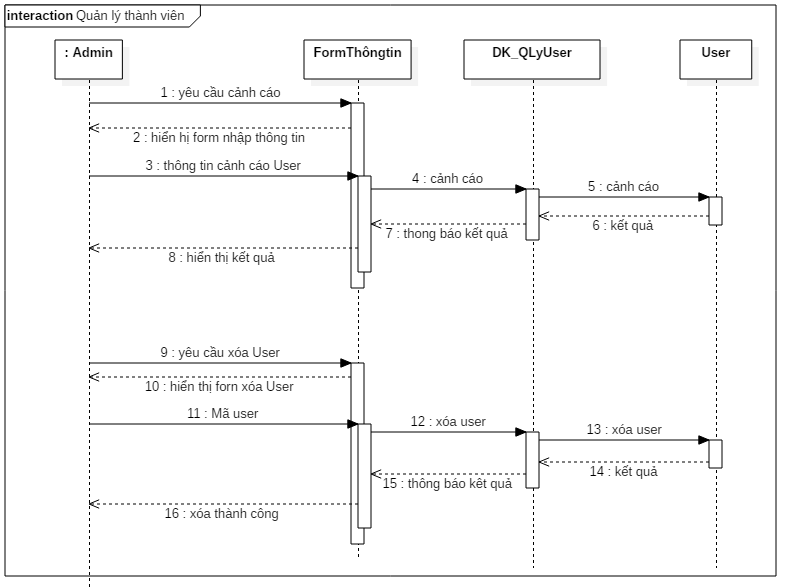 interaction Quản lý thành viên
: Admin
FormThôngtin
DK_QLyUser
User
1 : yêu cầu cảnh cáo
2 : hiển hị form nhập thông tin
3 : thông tin cảnh cáo User
4 : cảnh cáo
5 : cảnh cáo
6 : kết quả
7 : thong báo kết quả
8 : hiển thị kết quả
9 : yêu cầu xóa User
10 : hiển thị forn xóa User
11 : Mã user
12 : xóa user
13 : xóa user
14 : kết quả
15 : thông báo kêt quả
16 : xóa thành công